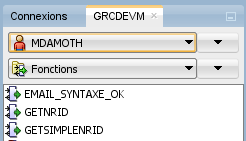 Connexions GRCDEVM
MDAMOTH
Fonctions
EMAIL_SYNTAXE_OK
GETNRID
GETSIMPLENRID